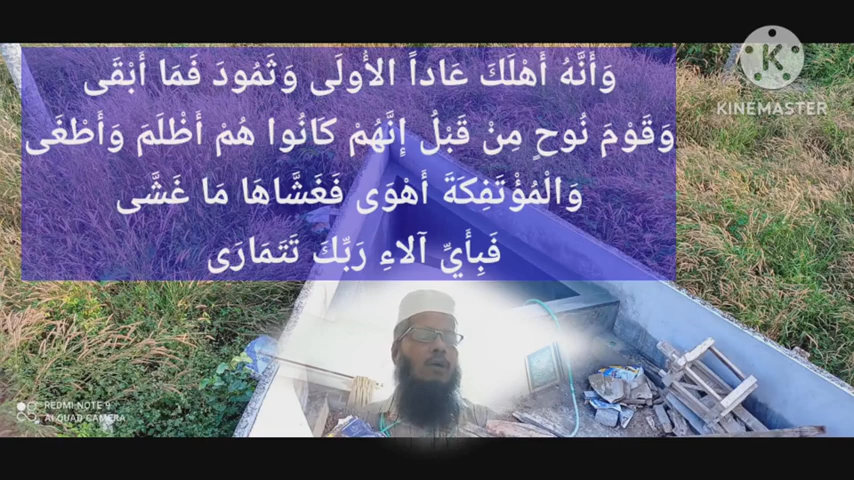 وَأَنَّهُ أَهْلَكَ عَاداً الأُولَى وَثَمُودَ فَمَا أَبْقَى
وَقَوْمَ نُوحٍ مِنْ قَبْلُ إِنَّهُمْ كَانُوا هُمْ أَظْلَمَ وَأَطْغَى
وَالْمُؤْتَفِكَةَ أَهْوَى فَغَشَّاهَا مَا غَشَّى
فَبِأَيِّ آلاءِ رَبِّكَ تَتَمَارَى
KINEMASTER
REDMI NOTE 9
AI QUAD CAMERA